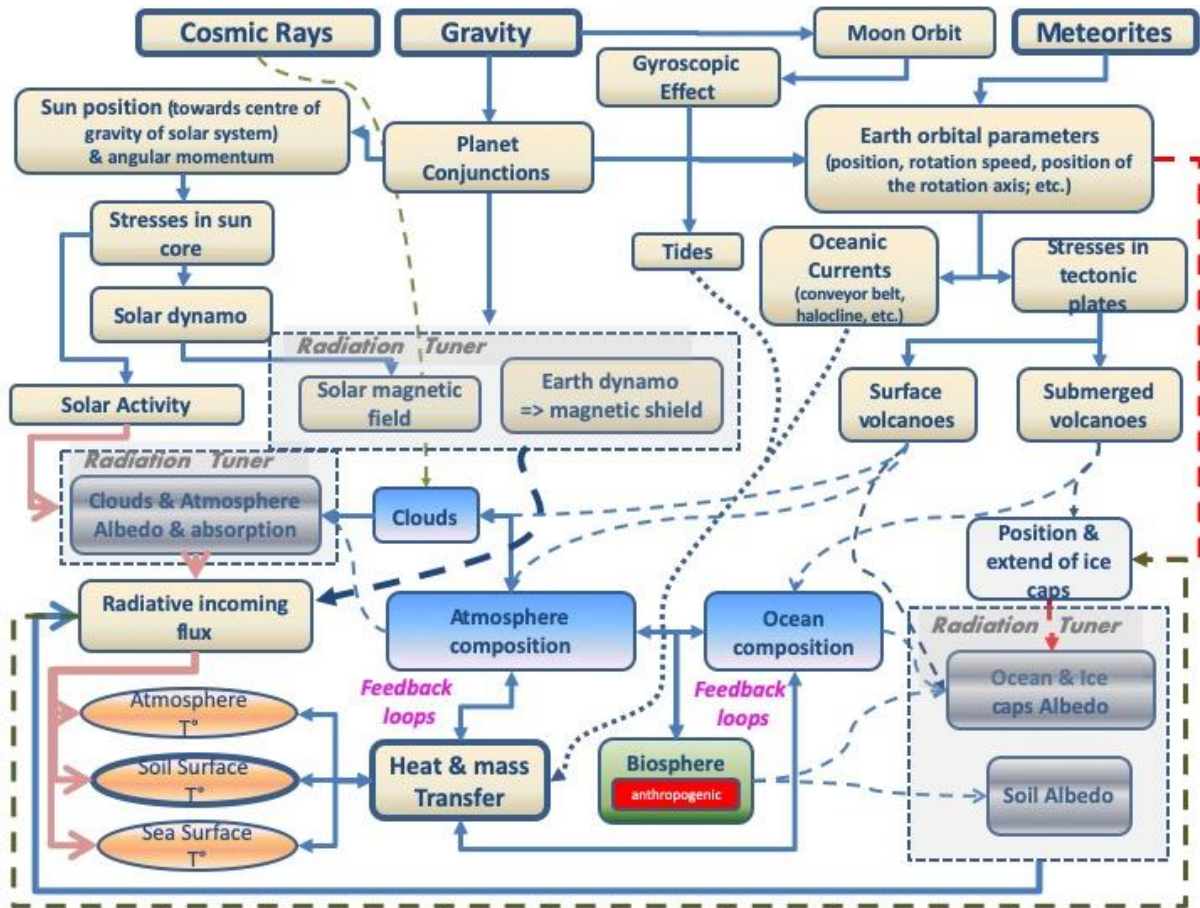 Cosmic Rays
Gravity
Moon Orbit
Meteorites
Gyroscopic
Effect
Sun position (towards centre of
gravity of solar system)
& angular momentum
Planet
Conjunctions
Earth orbital parameters
(position, rotation speed, position of
the rotation axis; etc.)
Stresses in sun
core
Tides
Oceanic
Currents
(conveyor belt,
halocline, etc.)
Stresses in
tectonic
plates
Solar dynamo
Radiation Tuner
Solar magnetic
field
Earth dynamo
=> magnetic shield
Solar Activity
Surface
volcanoes
Submerged
volcanoes
Radiation Tuner
Clouds & Atmosphere
Albedo & absorption
Clouds
Position &
extend of ice
caps
Radiative incoming
flux
Atmosphere
composition
Ocean
composition
Radiation Tuner
Ocean & Ice
caps Albedo
Feedback
loops
Feedback
loops
Atmosphere
T°
Soil Surface
T°
Sea Surface
T°
Heat & mass
Transfer
Biosphere
anthropogenic
Soil Albedo